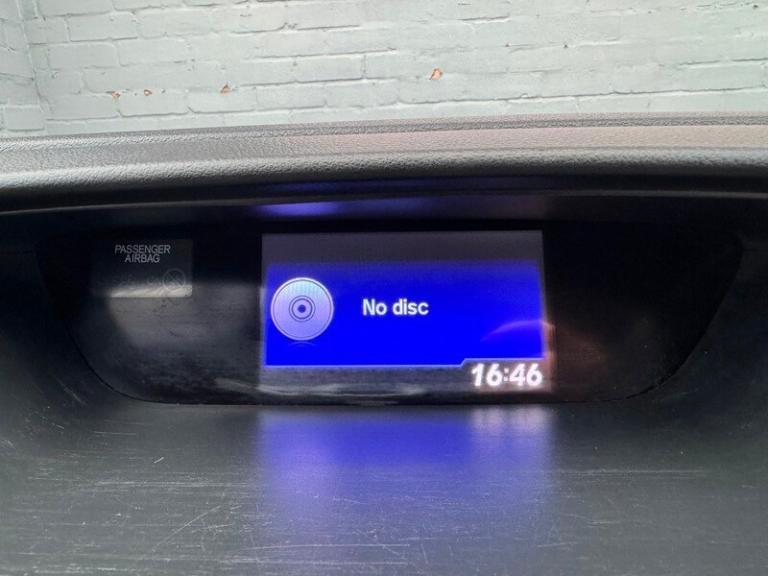 PASSENGER
AIRBAG
No disc
16:46